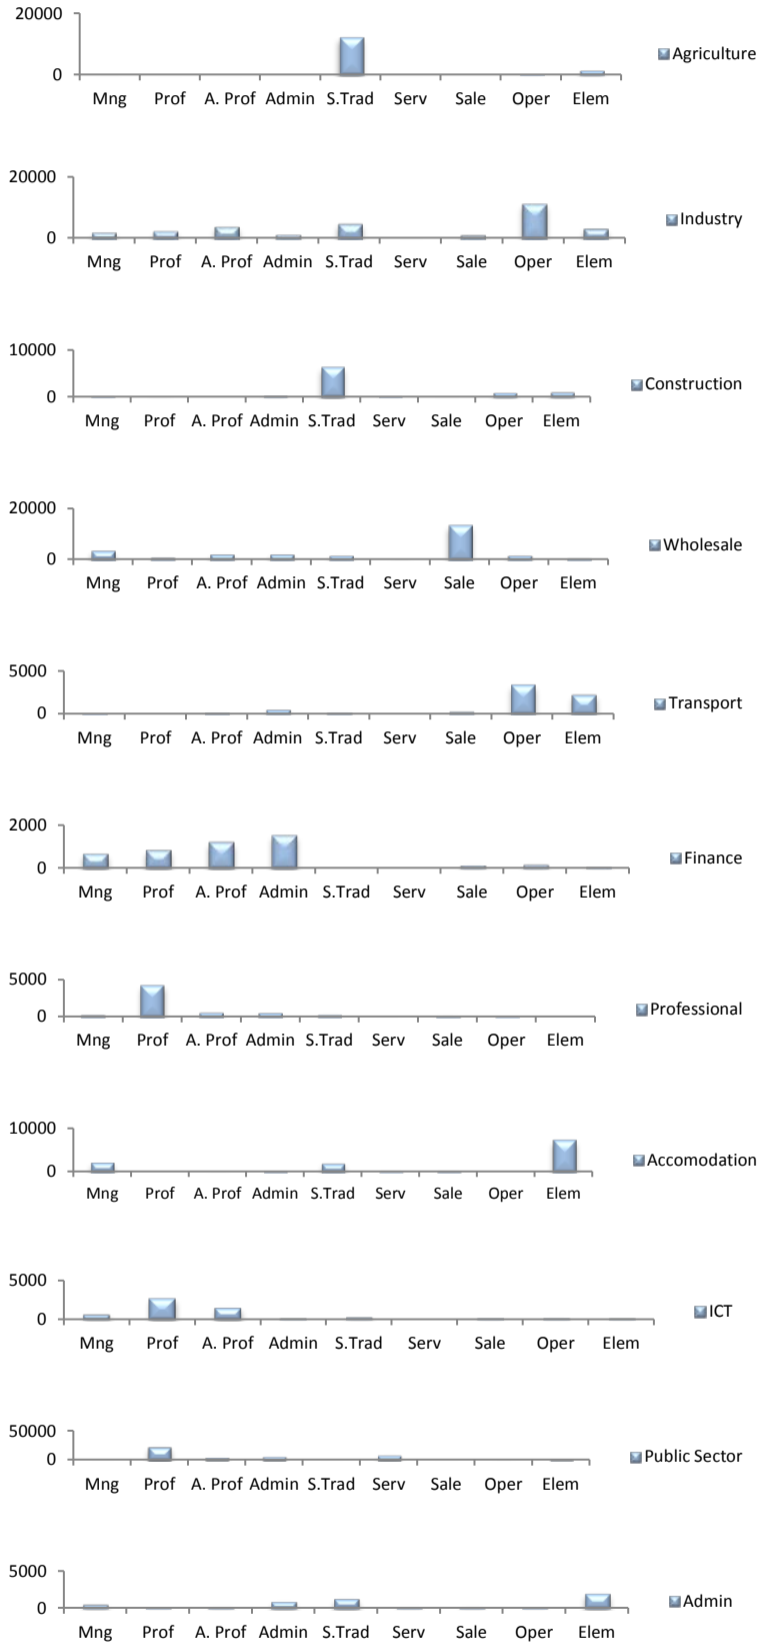 20000
Agriculture
0
Mng Prof A. Prof Admin S.Trad Serv Sale Oper Elem
20000
Industry
0
Mng Prof A. Prof Admin S.Trad Serv Sale Oper Elem
10000
Construction
0
Mng Prof A. Prof Admin S.Trad Serv Sale Oper Elem
20000
Wholesale
0
Mng Prof A. Prof Admin S.Trad Serv Sale Oper Elem
5000
Transport
0
Mng Prof A. Prof Admin S.Trad Serv Sale Oper Elem
2000
Finance
0
Mng Prof A. Prof Admin S.Trad Serv Sale Oper Elem
5000
Professional
0
Mng Prof A. Prof Admin S.Trad Serv Sale Oper Elem
10000
Accomodation
0
Mng Prof A. Prof Admin S.Trad Serv Sale Oper Elem
5000
ICT
0
Mng Prof A. Prof Admin S.Trad Serv Sale Oper Elem
50000
Public Sector
0
Mng Prof A. Prof Admin S.Trad Serv Sale Oper Elem
5000
Admin
0
Mng Prof A. Prof Admin S.Trad Serv Sale Oper Elem